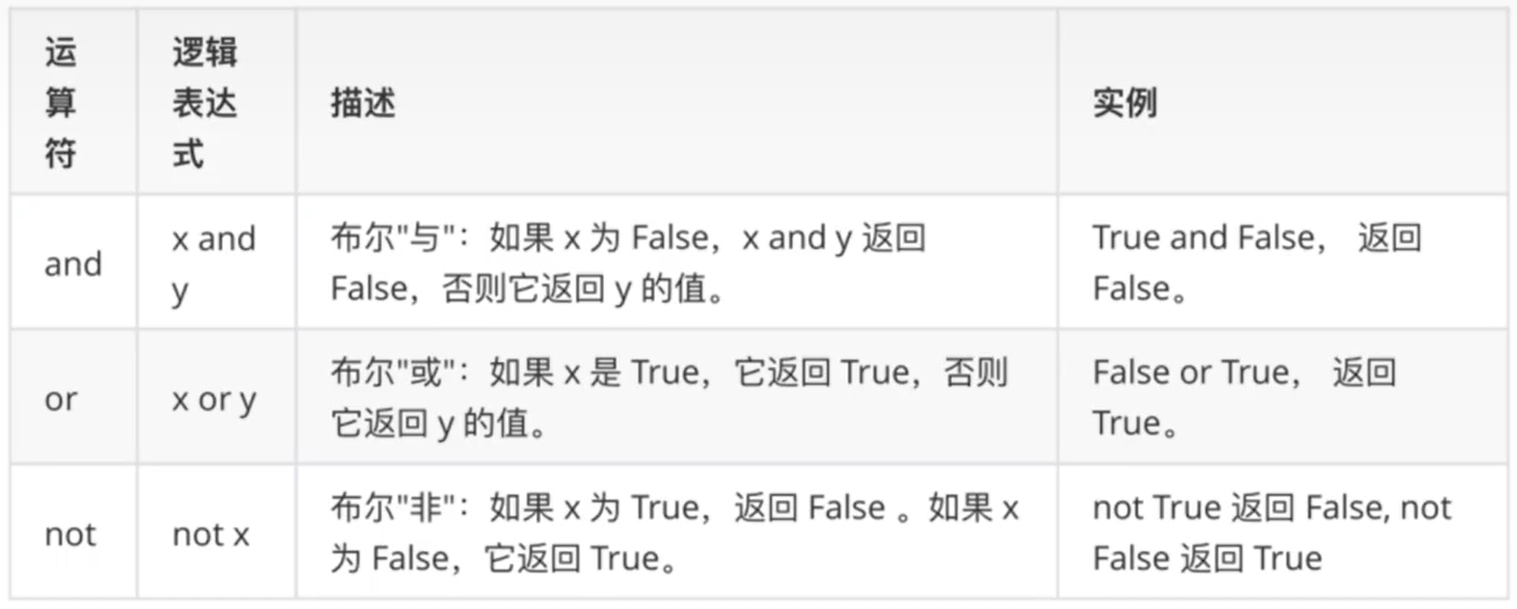 运
算
符
逻辑
表达
式
描述
实例
and
x and
y
布尔"与"：如果 x 为 False，x and y 返回
False，否则它返回 y 的值。
True and False， 返回
False。
or
x or y
布尔"或"：如果 x 是 True，它返回 True，否则
它返回 y 的值。
False or True， 返回
True。
not
not x
布尔"非"：如果 x 为 True，返回 False 。如果 x
为 False，它返回 True。
not True 返回 False, not
False 返回 True